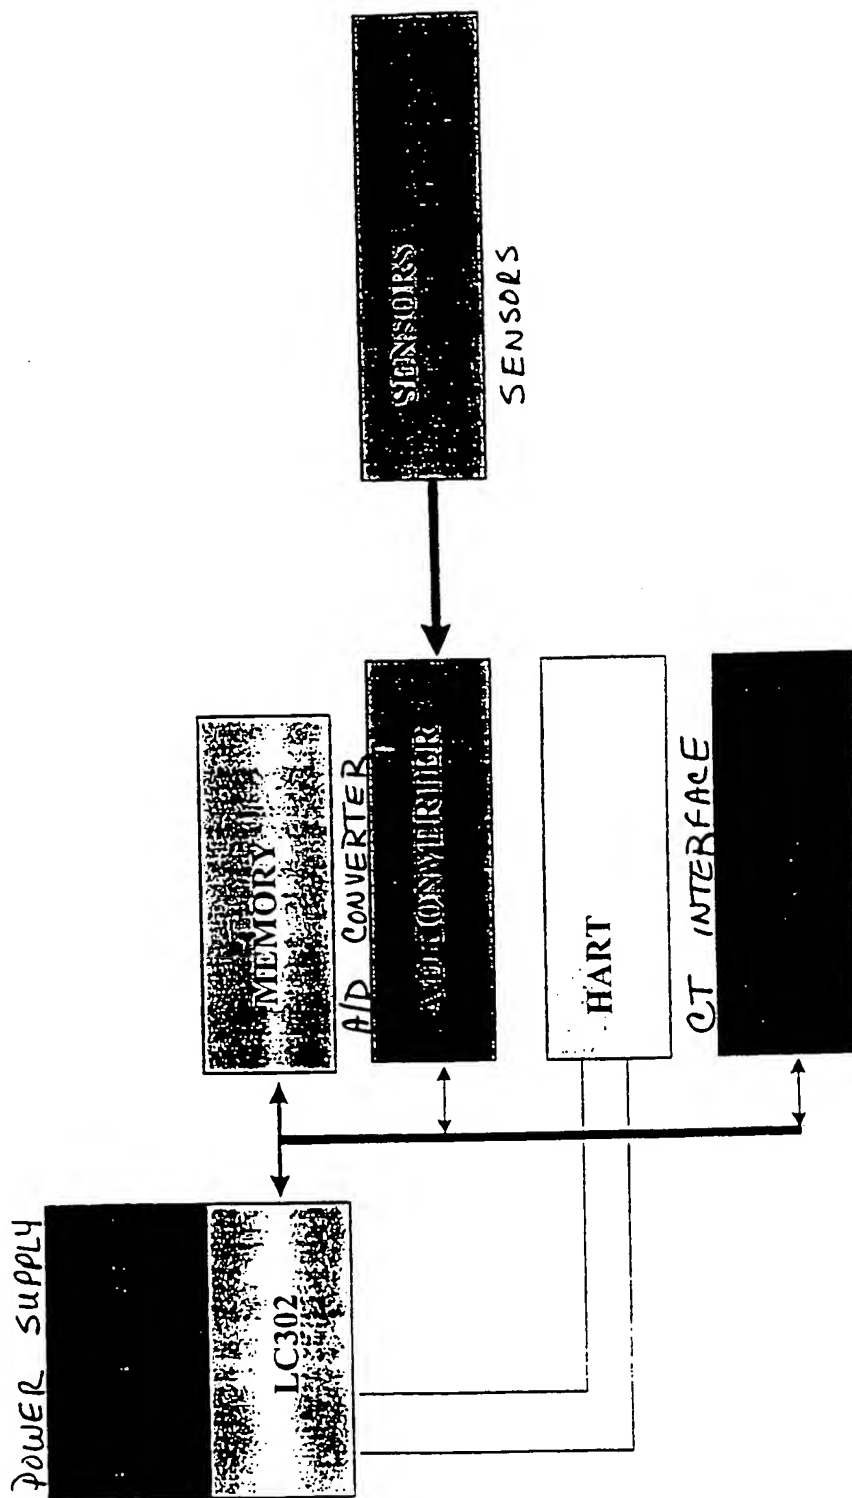 POWER SUPPLY
LC302
MEMORY
A/D CONVERTER
A/D CONVERTER
SENSORS
SENSORS
HART
CT INTERFACE